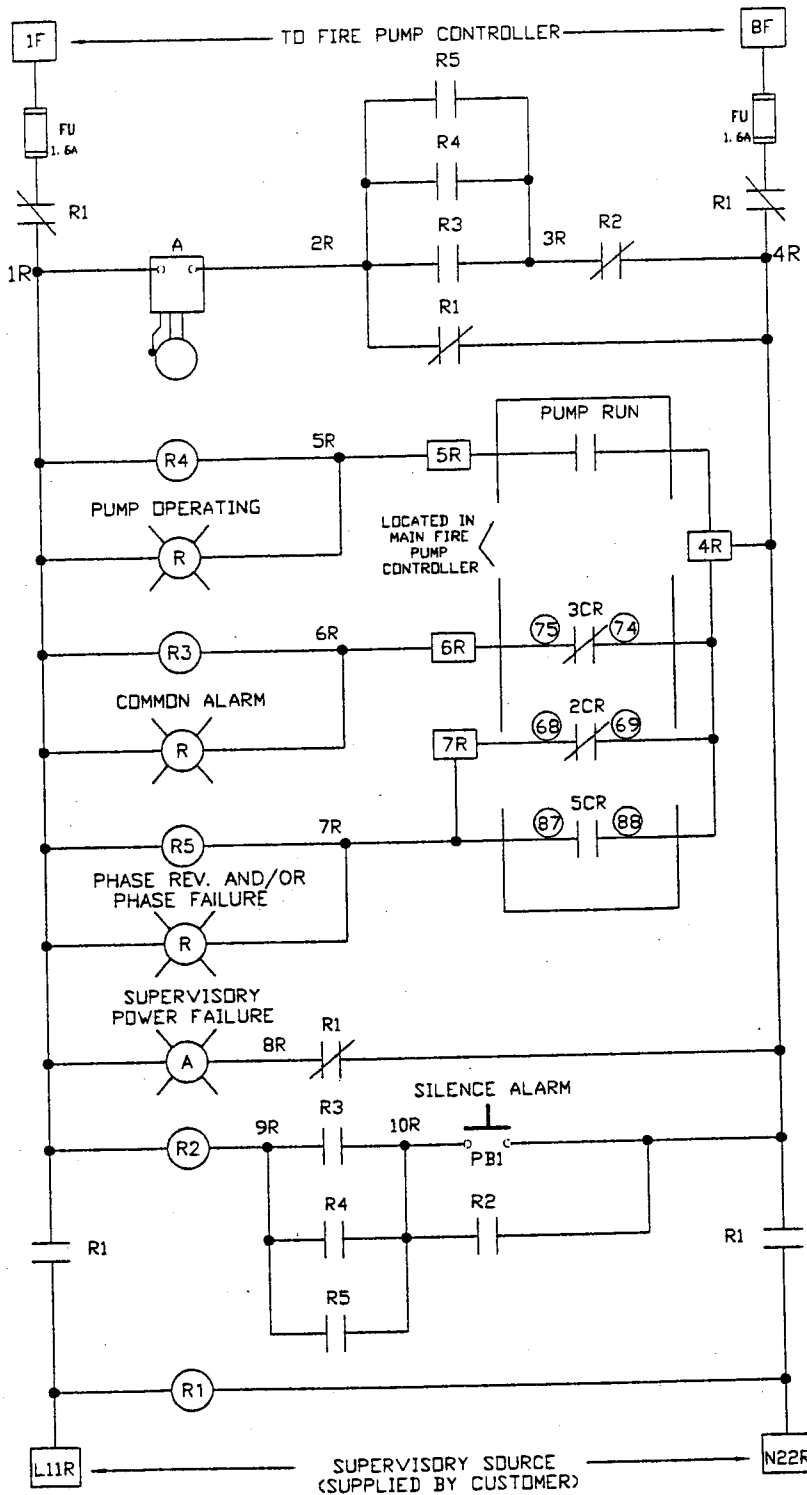 1F
TO FIRE PUMP CONTROLLER
8F
R5
FU
1.6A
FU
1.6A
R4
R1
R1
A
2R
R3
3R
R2
1R
4R
R1
PUMP RUN
R4
5R
5R
PUMP OPERATING
LOCATED IN
MAIN FIRE
PUMP
CONTROLLER
4R
R
3CR
75
74
R3
6R
6R
COMMON ALARM
2CR
68
69
7R
R
5CR
87
88
R5
7R
PHASE REV. AND/OR
PHASE FAILURE
R
SUPERVISORY
POWER FAILURE
R1
A
8R
SILENCE ALARM
R3
9R
10R
R2
PB1
R4
R2
R1
R1
R5
R1
L11R
SUPERVISORY SOURCE
(SUPPLIED BY CUSTOMER)
N22R